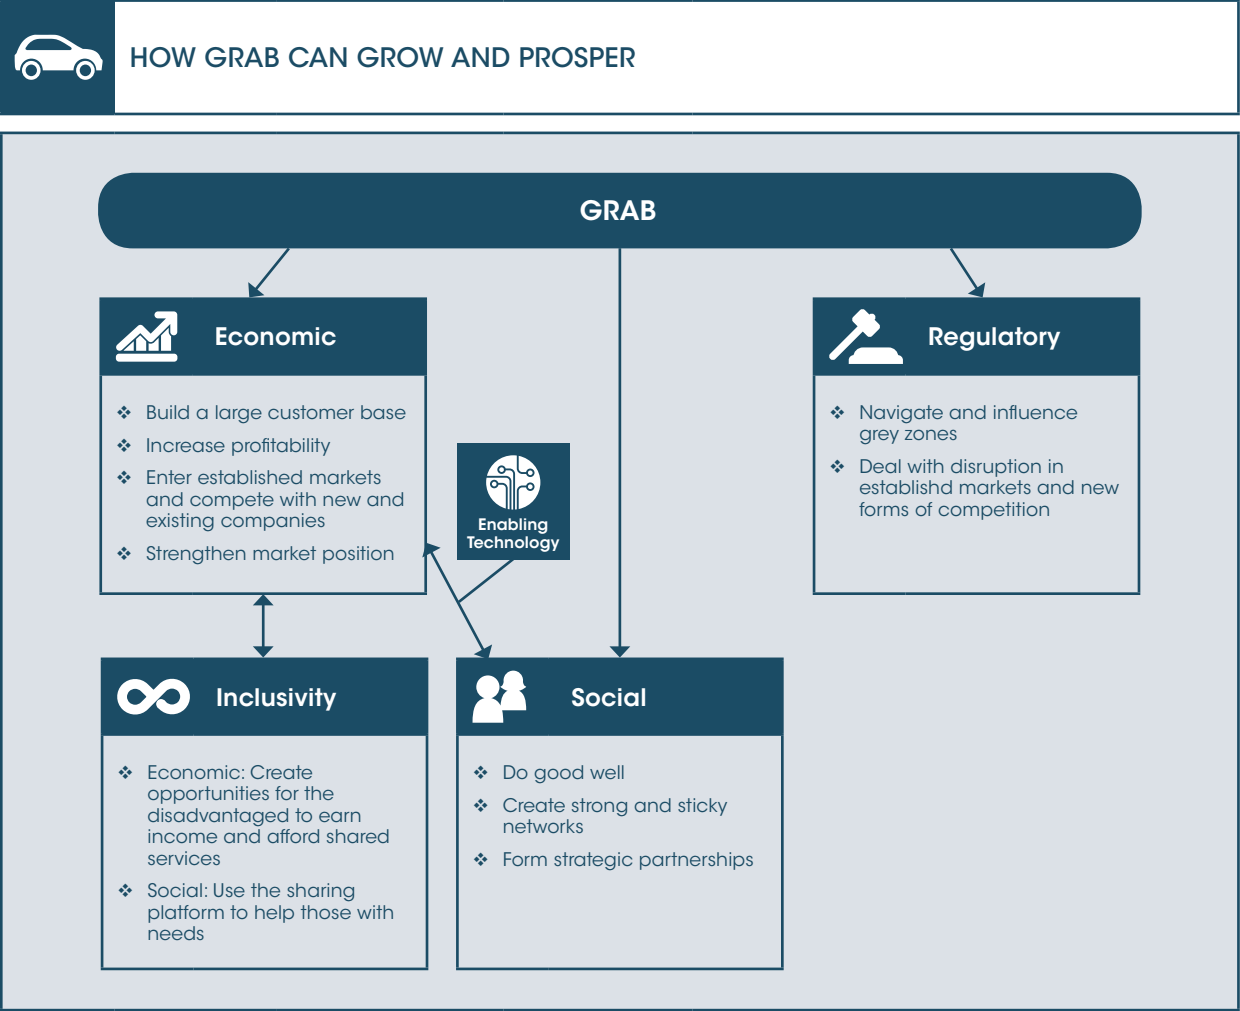 HOW GRAB CAN GROW AND PROSPER
GRAB
Economic
❖ Build a large customer base
❖ Increase profitability
❖ Enter established markets
and compete with new and
existing companies
❖ Strengthen market position
Enabling
Technology
Regulatory
❖ Navigate and influence
grey zones
❖ Deal with disruption in
establishd markets and new
forms of competition
Inclusivity
❖ Economic: Create
opportunities for the
disadvantaged to earn
income and afford shared
services
❖ Social: Use the sharing
platform to help those with
needs
Social
❖ Do good well
❖ Create strong and sticky
networks
❖ Form strategic partnerships